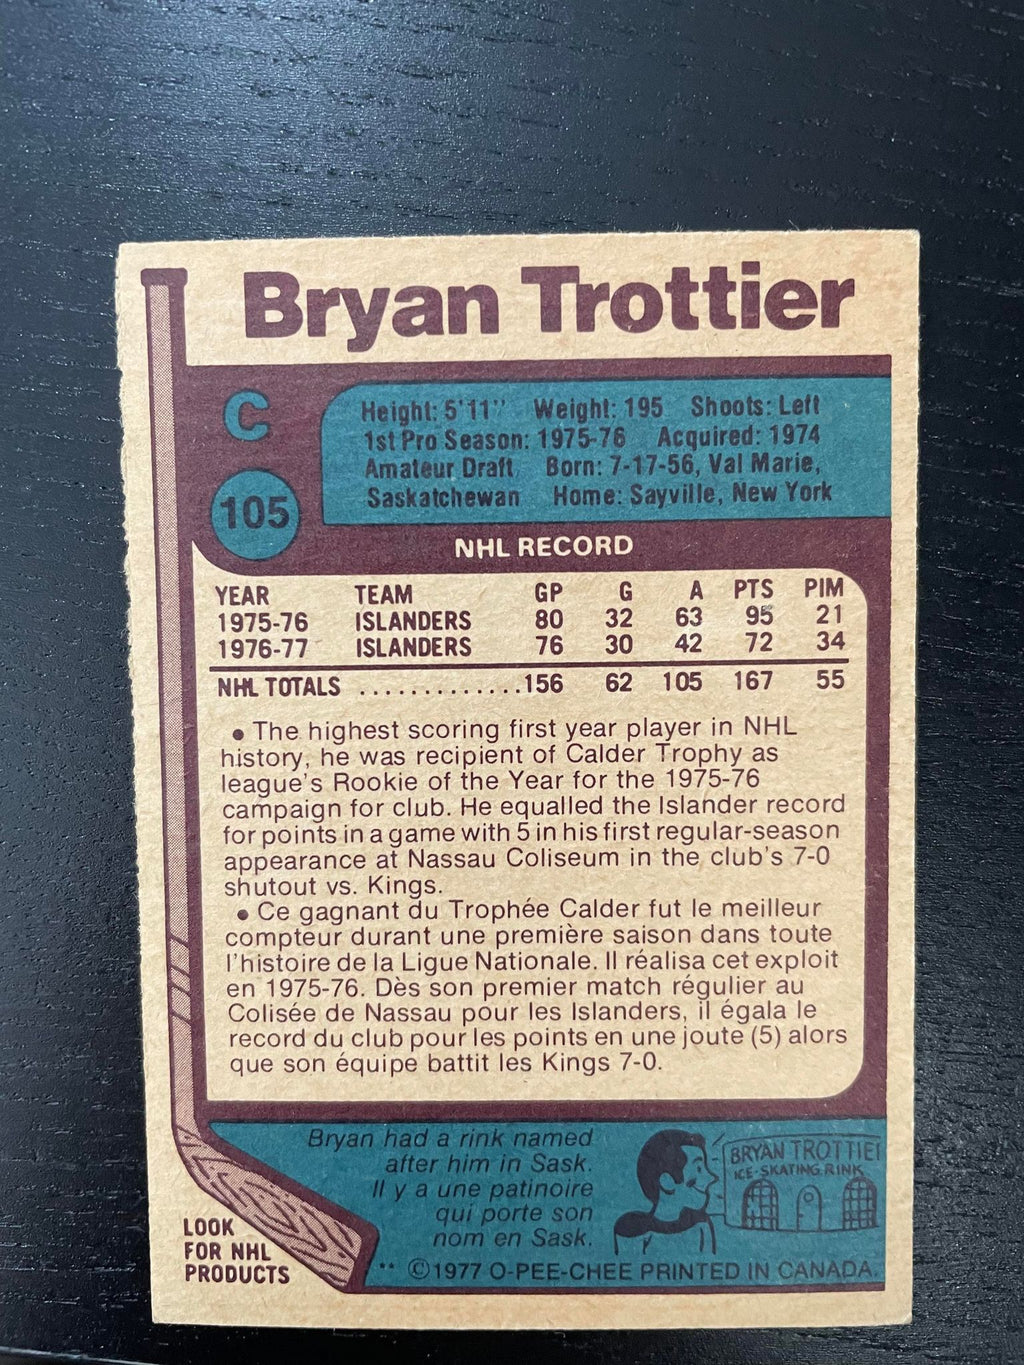 Bryan Trottier
C
105
Height: 5'11" Weight: 195 Shoots: Left
1st Pro Season: 1975-76 Acquired: 1974
Amateur Draft Born: 7-17-56, Val Marie,
Saskatchewan Home: Sayville, New York
NHL RECORD
YEAR TEAM GP G A PTS PIM
1975-76 ISLANDERS 80 32 63 95 21
1976-77 ISLANDERS 76 30 42 72 34
NHL TOTALS .............156 62 105 167 55
• The highest scoring first year player in NHL
history, he was recipient of Calder Trophy as
league's Rookie of the Year for the 1975-76
campaign for club. He equalled the Islander record
for points in a game with 5 in his first regular-season
appearance at Nassau Coliseum in the club's 7-0
shutout vs. Kings.
• Ce gagnant du Trophée Calder fut le meilleur
compteur durant une première saison dans toute
l'histoire de la Ligue Nationale. Il réalisa cet exploit
en 1975-76. Dès son premier match régulier au
Colisée de Nassau pour les Islanders, il égala le
record du club pour les points en une joute (5) alors
que son équipe battit les Kings 7-0.
Bryan had a rink named
after him in Sask.
Il y a une patinoire
qui porte son
nom en Sask.
BRYAN TROTTIER
ICE-SKATING RINK
LOOK
FOR NHL
PRODUCTS
** ©1977 O-PEE-CHEE PRINTED IN CANADA.